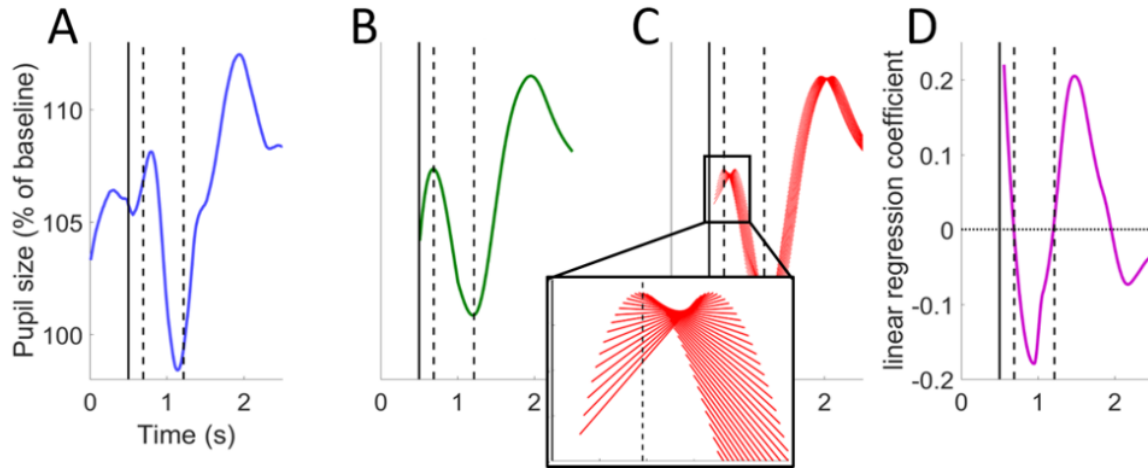 A
B
C
D
Pupil size (% of baseline)
110
105
100
0
1
2
Time (s)
0
1
2
0
2
linear regression coefficient
0.2
0.1
0
-0.1
-0.2
0
1
2